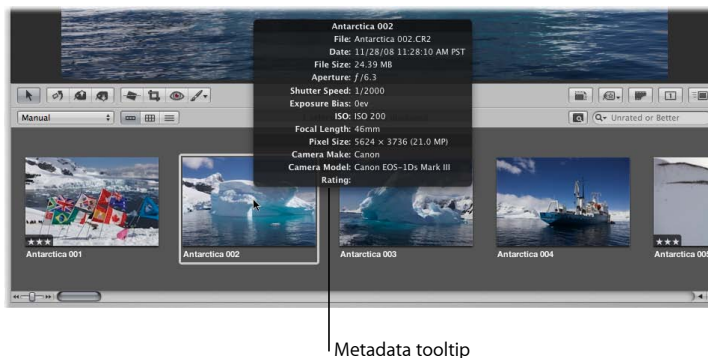 Antarctica 002
File: Antarctica 002.CR2
Date: 11/28/08 11:28:10 AM PST
File Size: 24.39 MB
Aperture: ƒ/6.3
Shutter Speed: 1/2000
Exposure Bias: 0ev
ISO: ISO 200
Focal Length: 46mm
Pixel Size: 5624 × 3736 (21.0 MP)
Camera Make: Canon
Camera Model: Canon EOS-1Ds Mark III
Rating:
Manual
Unrated or Better
Antarctica 001
Antarctica 002
Antarctica 003
Antarctica 004
Antarctica 005
Metadata tooltip